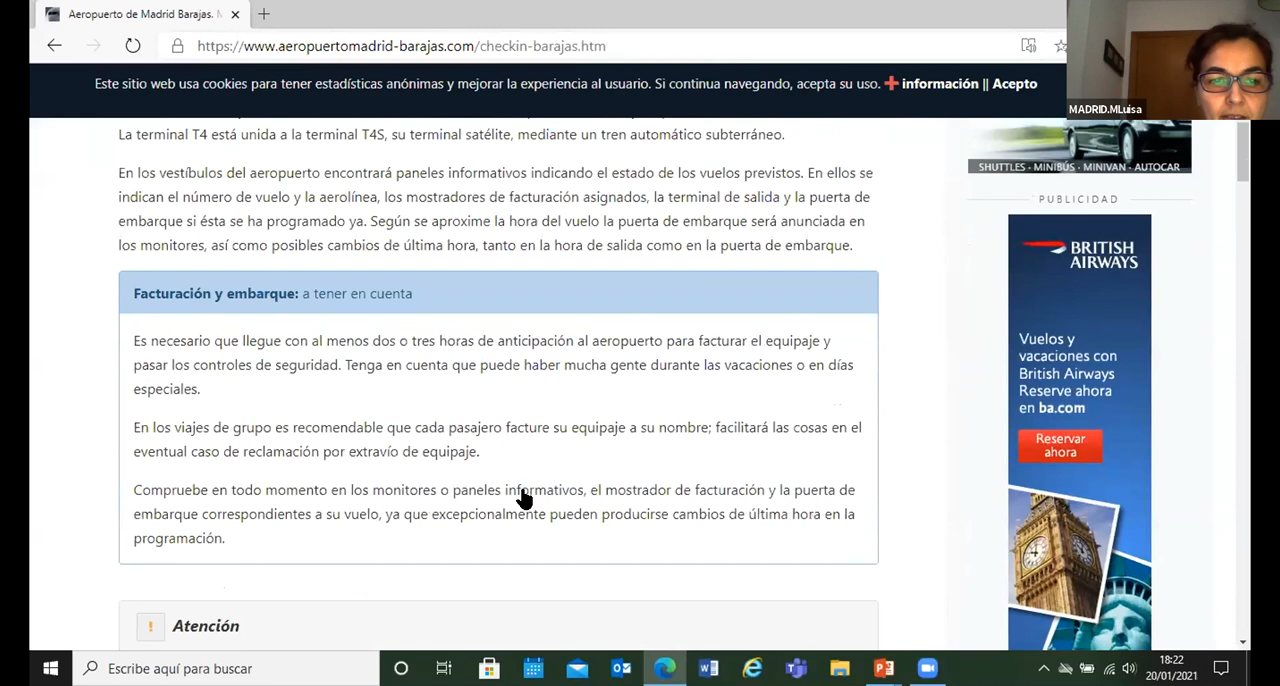 Aeropuerto de Madrid Barajas. M
https://www.aeropuertomadrid-barajas.com/checkin-barajas.htm
Este sitio web usa cookies para tener estadísticas anónimas y mejorar la experiencia al usuario. Si continua navegando, acepta su uso. + información || Acepto
MADRID.MLuisa
La terminal T4 está unida a la terminal T4S, su terminal satélite, mediante un tren automático subterráneo.
En los vestíbulos del aeropuerto encontrará paneles informativos indicando el estado de los vuelos previstos. En ellos se
indican el número de vuelo y la aerolínea, los mostradores de facturación asignados, la terminal de salida y la puerta de
embarque si ésta se ha programado ya. Según se aproxime la hora del vuelo la puerta de embarque será anunciada en
los monitores, así como posibles cambios de última hora, tanto en la hora de salida como en la puerta de embarque.
Facturación y embarque: a tener en cuenta
Es necesario que llegue con al menos dos o tres horas de anticipación al aeropuerto para facturar el equipaje y
pasar los controles de seguridad. Tenga en cuenta que puede haber mucha gente durante las vacaciones o en días
especiales.
En los viajes de grupo es recomendable que cada pasajero facture su equipaje a su nombre; facilitará las cosas en el
eventual caso de reclamación por extravío de equipaje.
Compruebe en todo momento en los monitores o paneles informativos, el mostrador de facturación y la puerta de
embarque correspondientes a su vuelo, ya que excepcionalmente pueden producirse cambios de última hora en la
programación.
! Atención
SHUTTLES - MINIBÚS - MINIVAN - AUTOCAR
PUBLICIDAD
BRITISH
AIRWAYS
Vuelos y
vacaciones con
British Airways
Reserve ahora
en ba.com
Reservar
ahora
Escribe aquí para buscar
18:22
20/01/2021